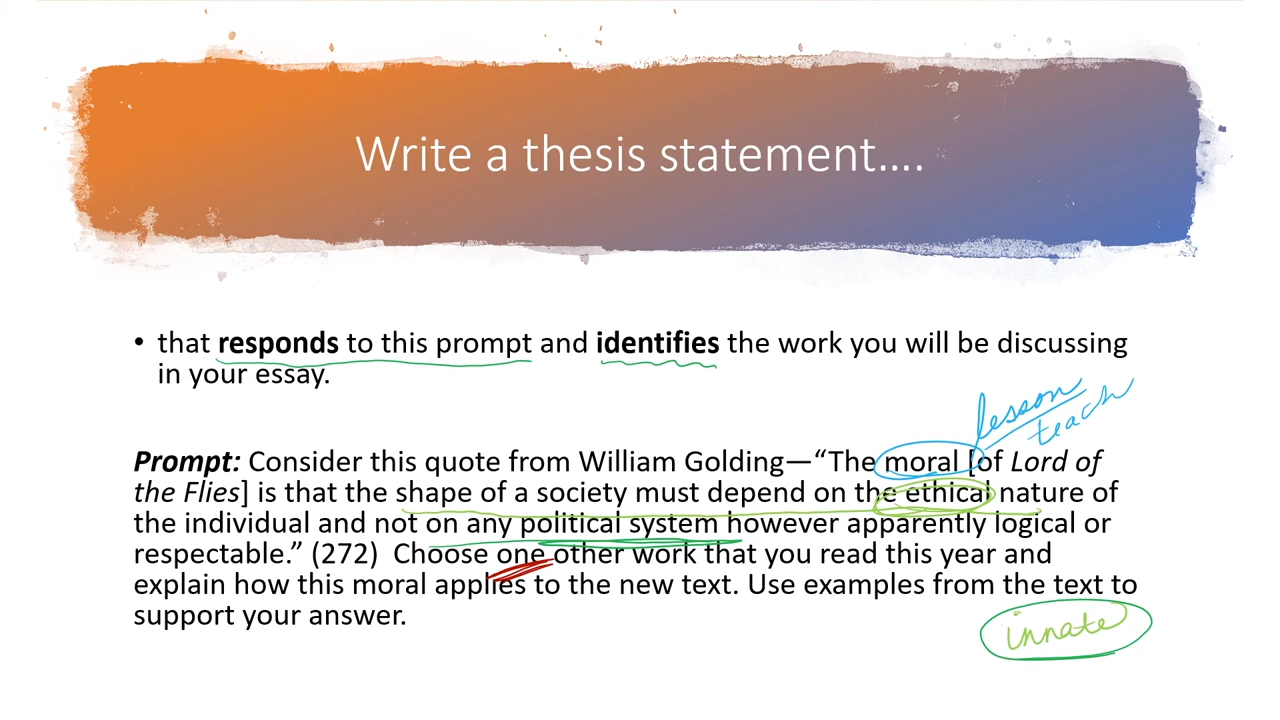 Write a thesis statement....
• that responds to this prompt and identifies the work you will be discussing
in your essay.
lesson
teach
Prompt: Consider this quote from William Golding—“The moral [of Lord of
the Flies] is that the shape of a society must depend on the ethical nature of
the individual and not on any political system however apparently logical or
respectable.” (272)  Choose one other work that you read this year and
explain how this moral applies to the new text. Use examples from the text to
support your answer.
innate